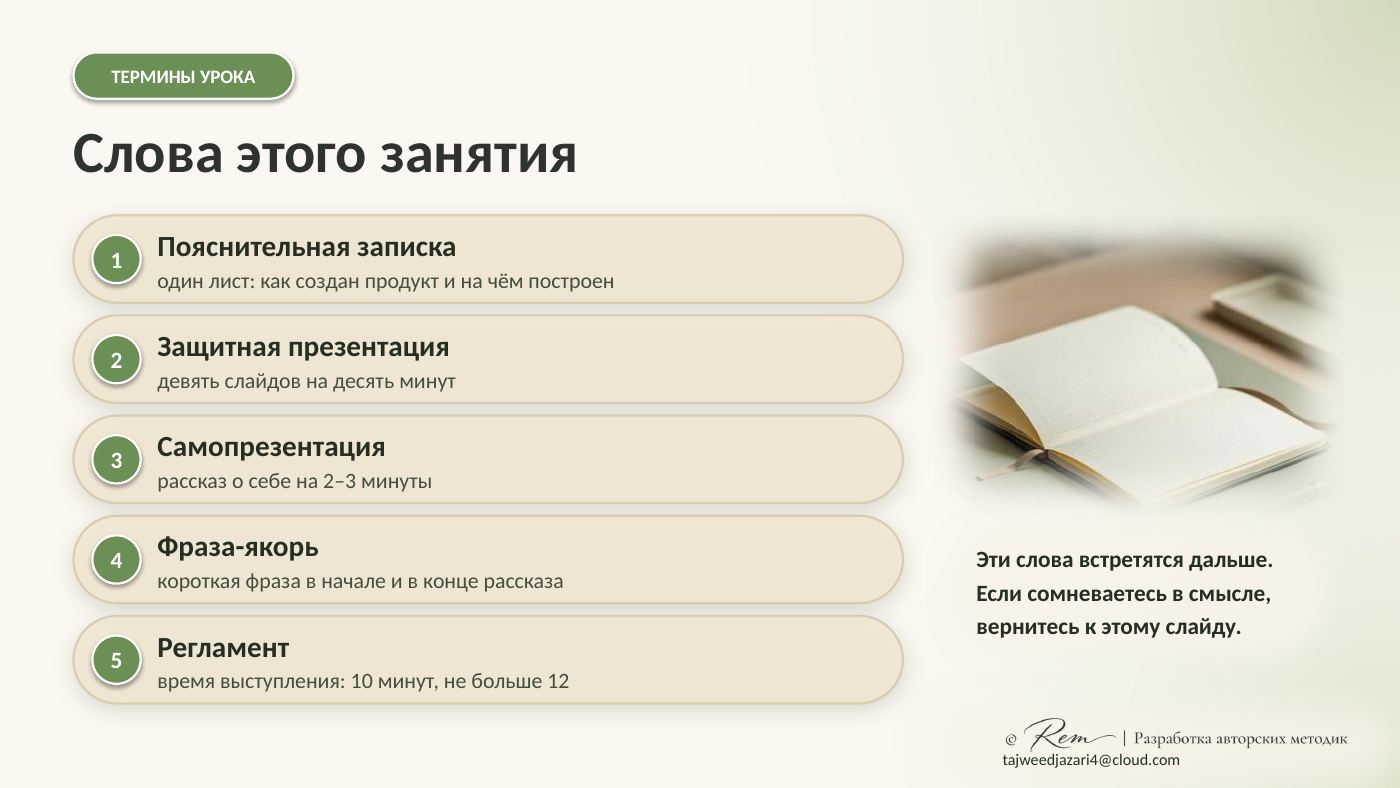 ТЕРМИНЫ УРОКА
Слова этого занятия
1
Пояснительная записка
один лист: как создан продукт и на чём построен
2
Защитная презентация
девять слайдов на десять минут
3
Самопрезентация
рассказ о себе на 2–3 минуты
4
Фраза-якорь
короткая фраза в начале и в конце рассказа
5
Регламент
время выступления: 10 минут, не больше 12
Эти слова встретятся дальше.
Если сомневаетесь в смысле,
вернитесь к этому слайду.
© Rem | Разработка авторских методик
tajweedjazari4@cloud.com